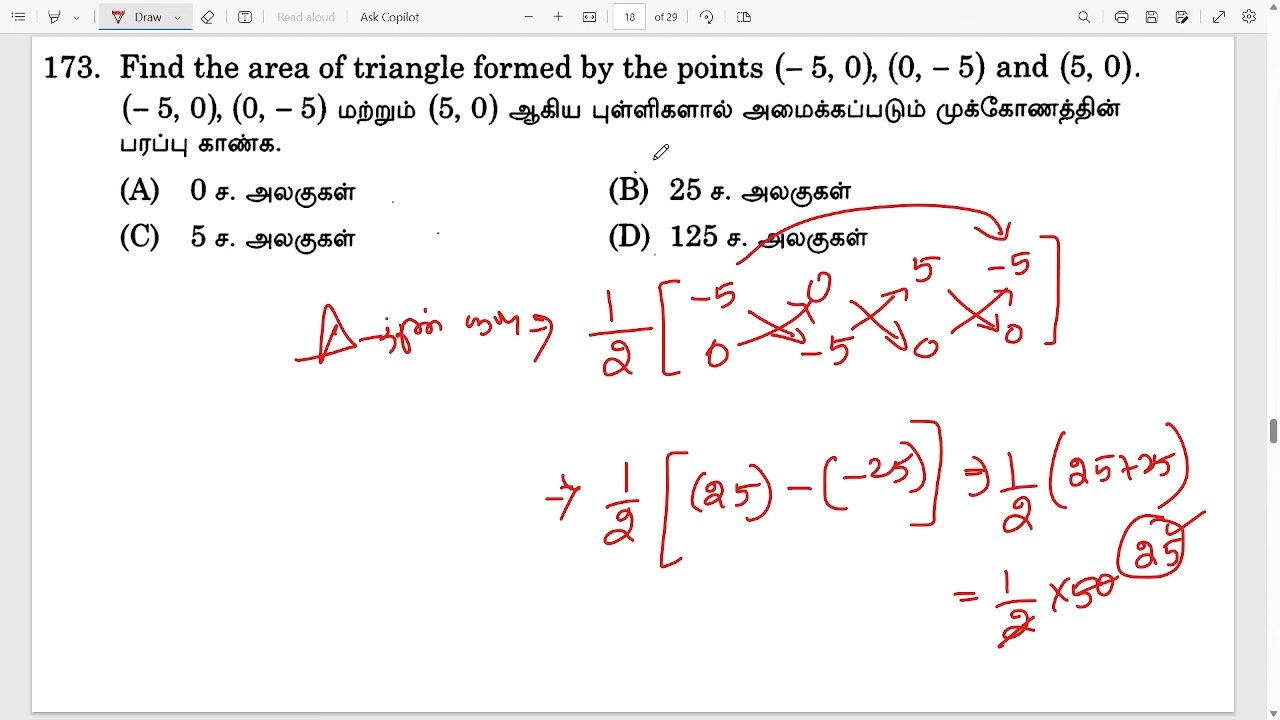 Draw Read aloud Ask Copilot 18 of 29
173. Find the area of triangle formed by the points (– 5, 0), (0, – 5) and (5, 0).
(– 5, 0), (0, – 5) மற்றும் (5, 0) ஆகிய புள்ளிகளால் அமைக்கப்படும் முக்கோணத்தின்
பரப்பு காண்க.
(A) 0 ச. அலகுகள் (B) 25 ச. அலகுகள்
(C) 5 ச. அலகுகள் (D) 125 ச. அலகுகள்
⇒ 1/2 [ -5 0 5 -5
0 -5 0 0 ]
→ 1/2 [(25) - (-25)] ⇒ 1/2 (25+25)
= 1/2 × 50 25